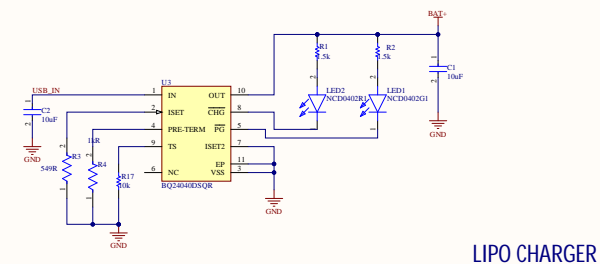 BAT+
R1
1.5k
R2
1.5k
C1
10uF
GND
LED2
NCD0402R1
LED1
NCD0402G1
USB_IN
C2
10uF
GND
U3
1 IN OUT 10
2 ISET CHG 8
4 PRE-TERM PG 5
9 TS ISET2 7
EP 11
6 NC VSS 3
BQ24040DSQR
R3
549R
1kR
R4
R17
10k
GND
GND
LIPO CHARGER